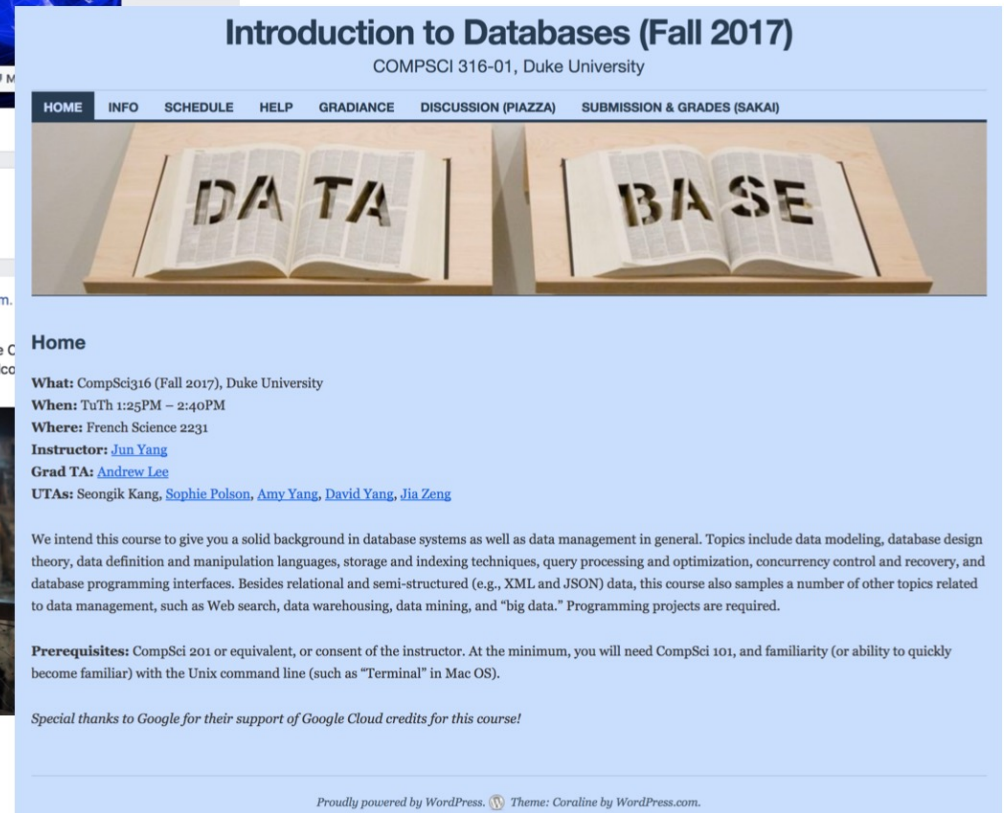 Introduction to Databases (Fall 2017)
COMPSCI 316-01, Duke University
HOME INFO SCHEDULE HELP GRADIANCE DISCUSSION (PIAZZA) SUBMISSION & GRADES (SAKAI)
DATA BASE
Home
What: CompSci316 (Fall 2017), Duke University
When: TuTh 1:25PM – 2:40PM
Where: French Science 2231
Instructor: Jun Yang
Grad TA: Andrew Lee
UTAs: Seongik Kang, Sophie Polson, Amy Yang, David Yang, Jia Zeng
We intend this course to give you a solid background in database systems as well as data management in general. Topics include data modeling, database design
theory, data definition and manipulation languages, storage and indexing techniques, query processing and optimization, concurrency control and recovery, and
database programming interfaces. Besides relational and semi-structured (e.g., XML and JSON) data, this course also samples a number of other topics related
to data management, such as Web search, data warehousing, data mining, and “big data.” Programming projects are required.
Prerequisites: CompSci 201 or equivalent, or consent of the instructor. At the minimum, you will need CompSci 101, and familiarity (or ability to quickly
become familiar) with the Unix command line (such as “Terminal” in Mac OS).
Special thanks to Google for their support of Google Cloud credits for this course!
Proudly powered by WordPress. Theme: Coraline by WordPress.com.